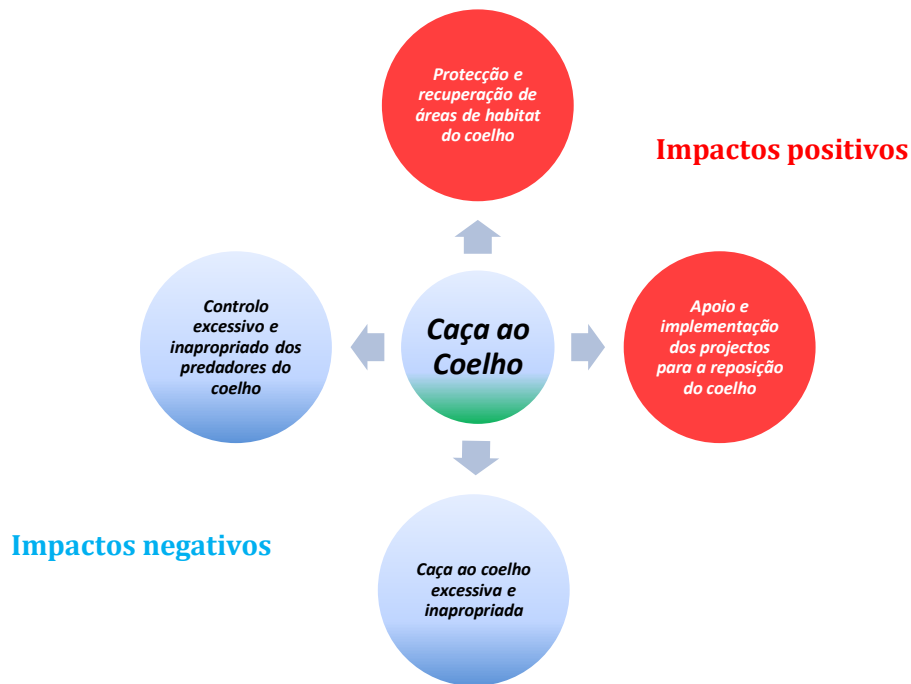 Protecção e
recuperação de
áreas de habitat
do coelho
Impactos positivos
Controlo
excessivo e
inapropriado dos
predadores do
coelho
Caça ao
Coelho
Apoio e
implementação
dos projectos
para a reposição
do coelho
Impactos negativos
Caça ao coelho
excessiva e
inapropriada